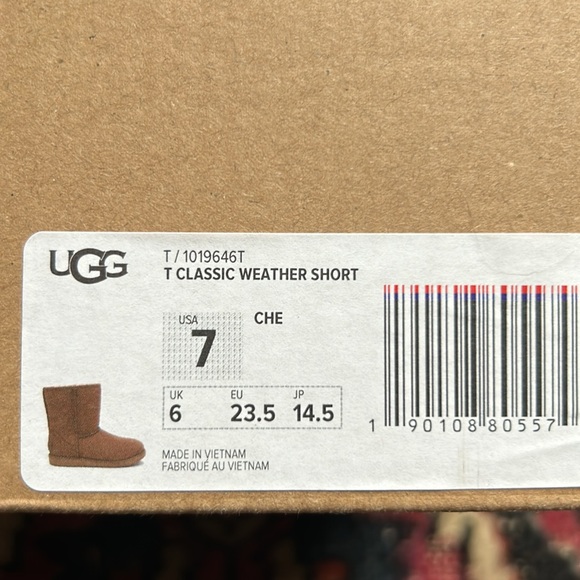 UGG
T / 1019646T
T CLASSIC WEATHER SHORT
USA
7
CHE
UK EU JP
6 23.5 14.5
MADE IN VIETNAM
FABRIQUÉ AU VIETNAM
1 90108 80557